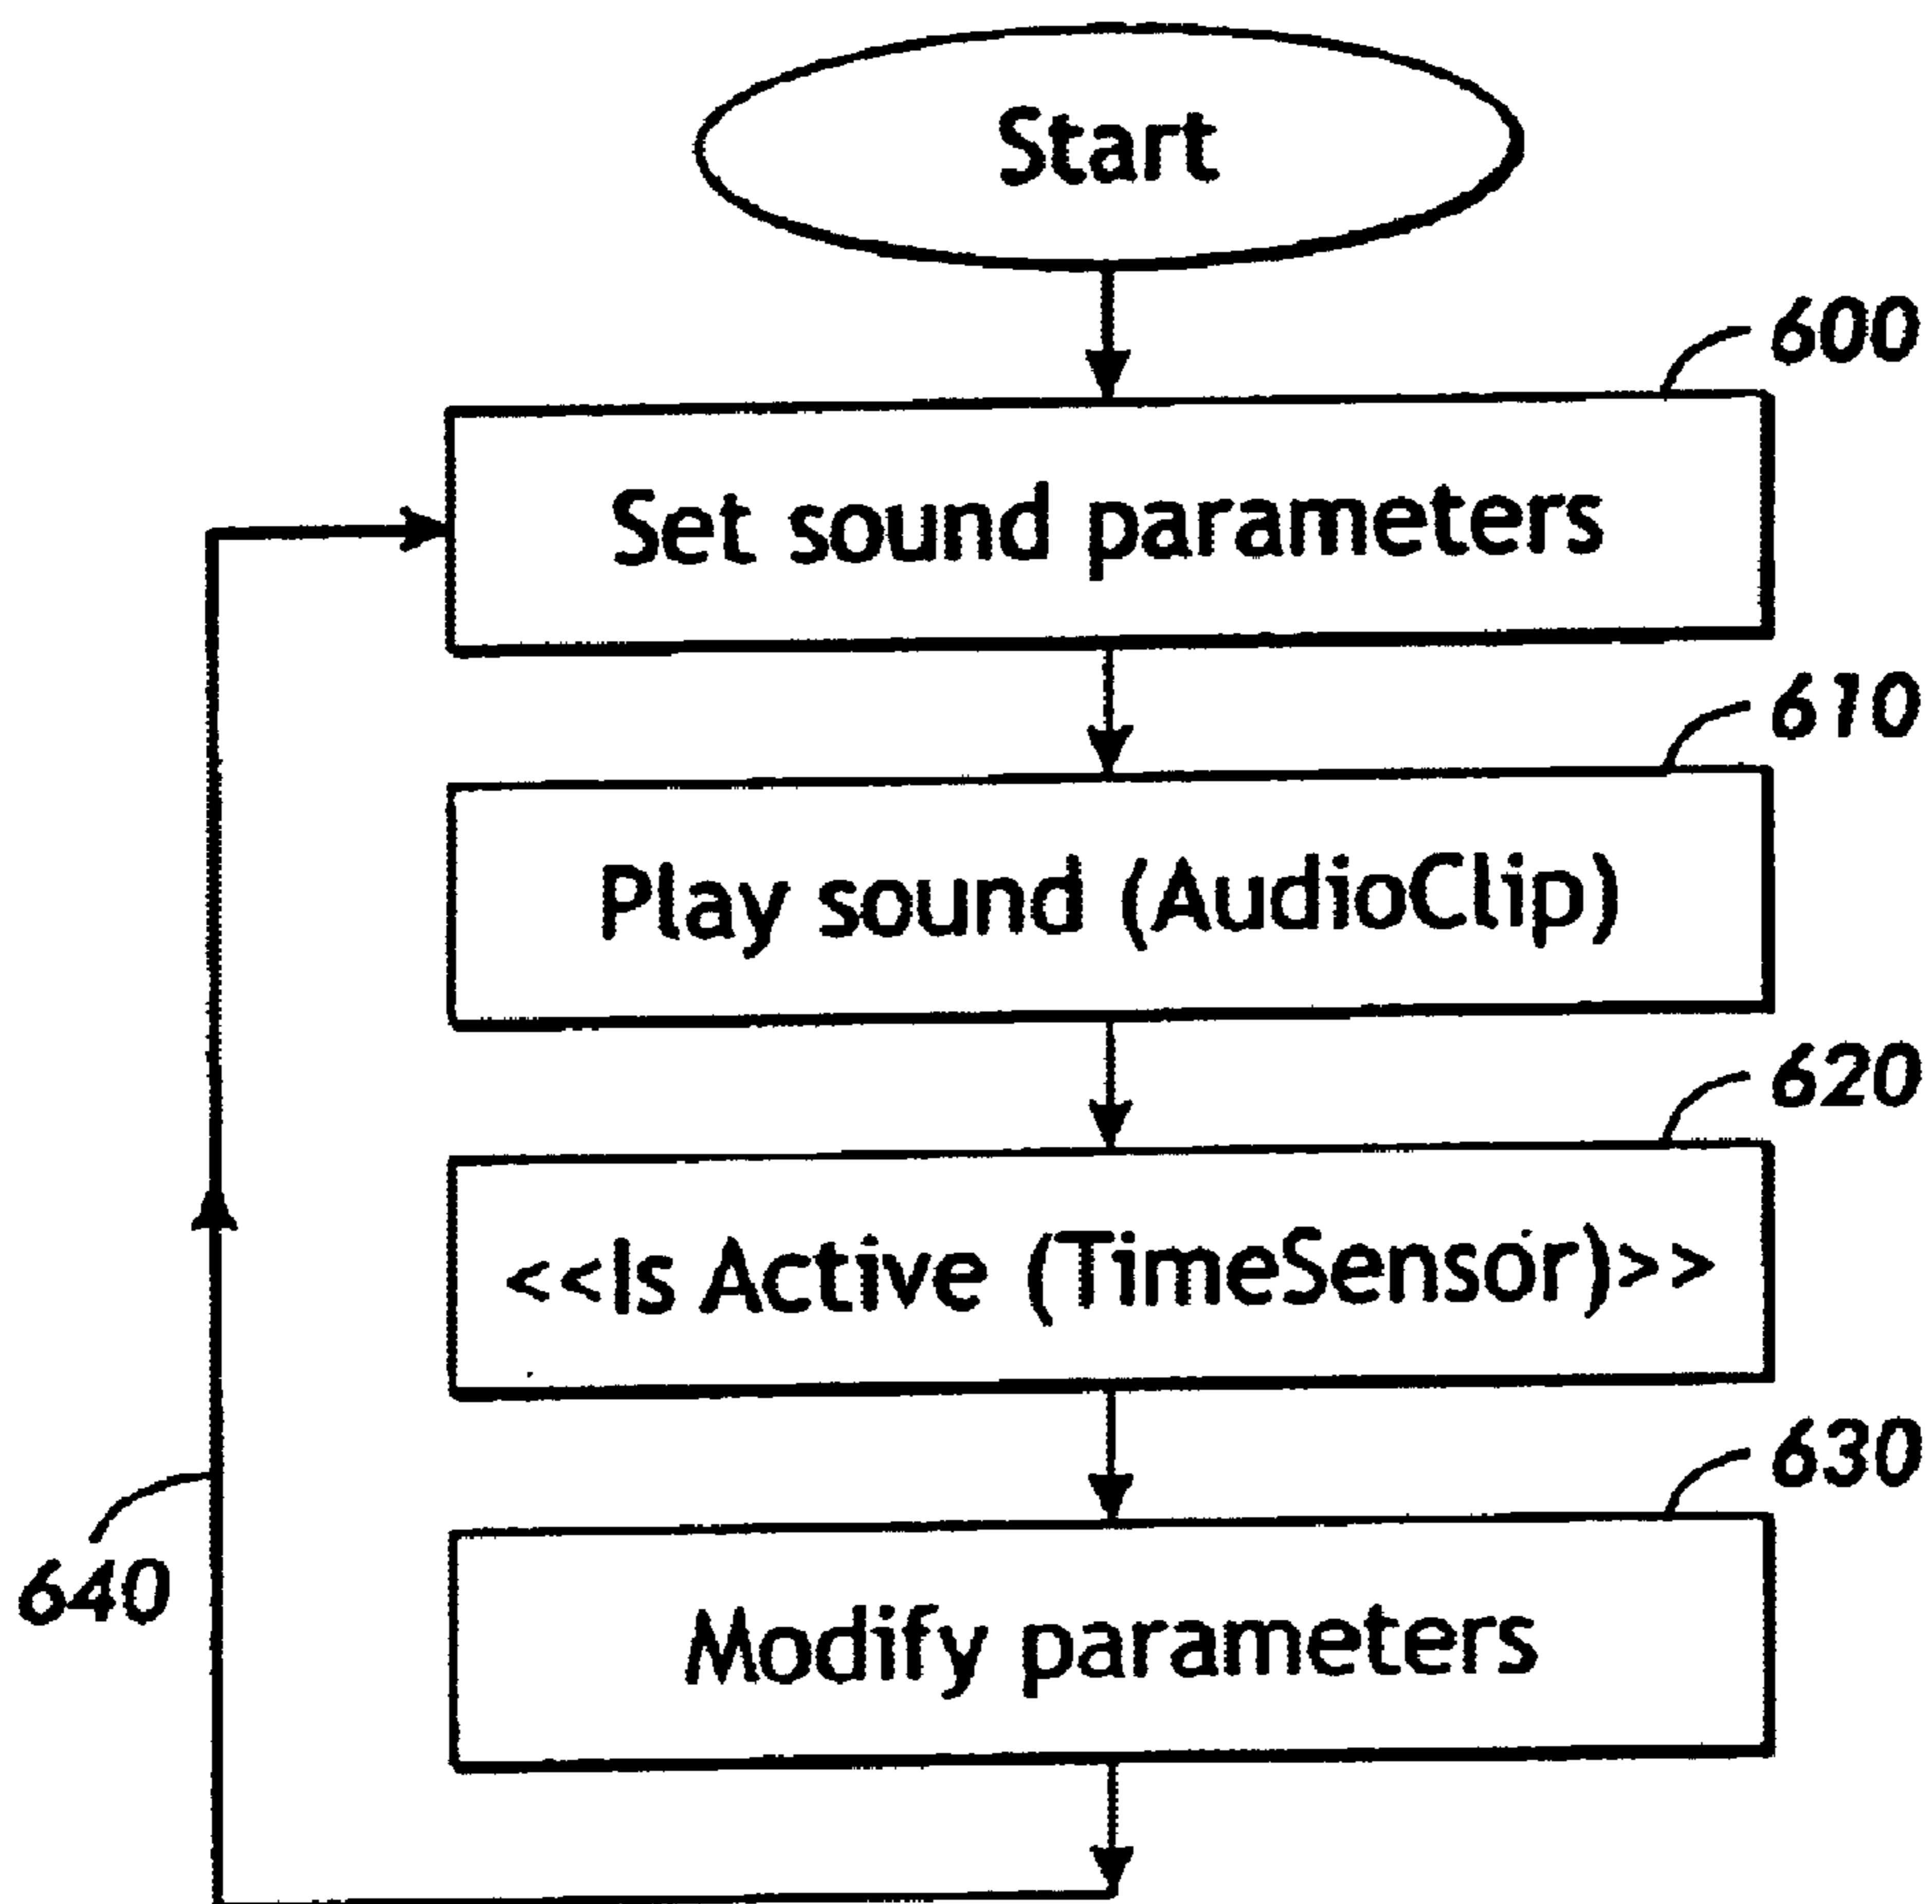 Start
600
Set sound parameters
610
Play sound (AudioClip)
620
<<Is Active (TimeSensor)>>
630
640
Modify parameters